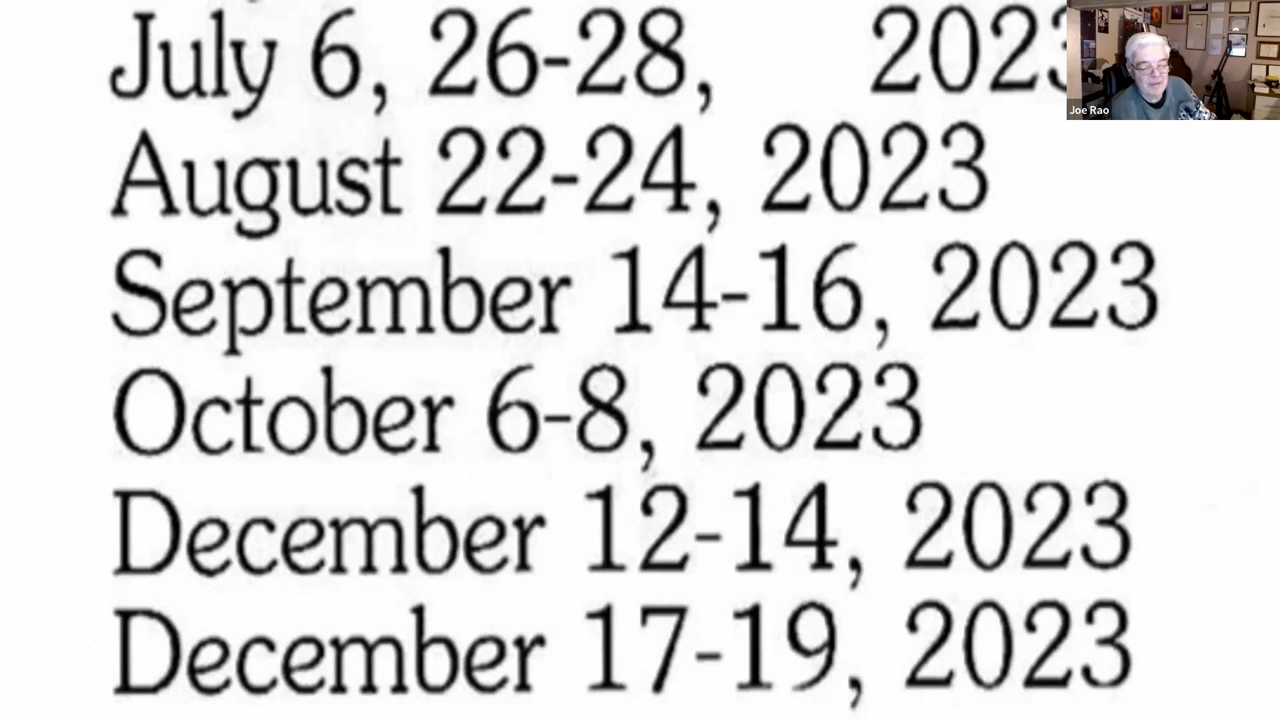 July 6, 26-28, 2023
August 22-24, 2023
September 14-16, 2023
October 6-8, 2023
December 12-14, 2023
December 17-19, 2023
Joe Rao